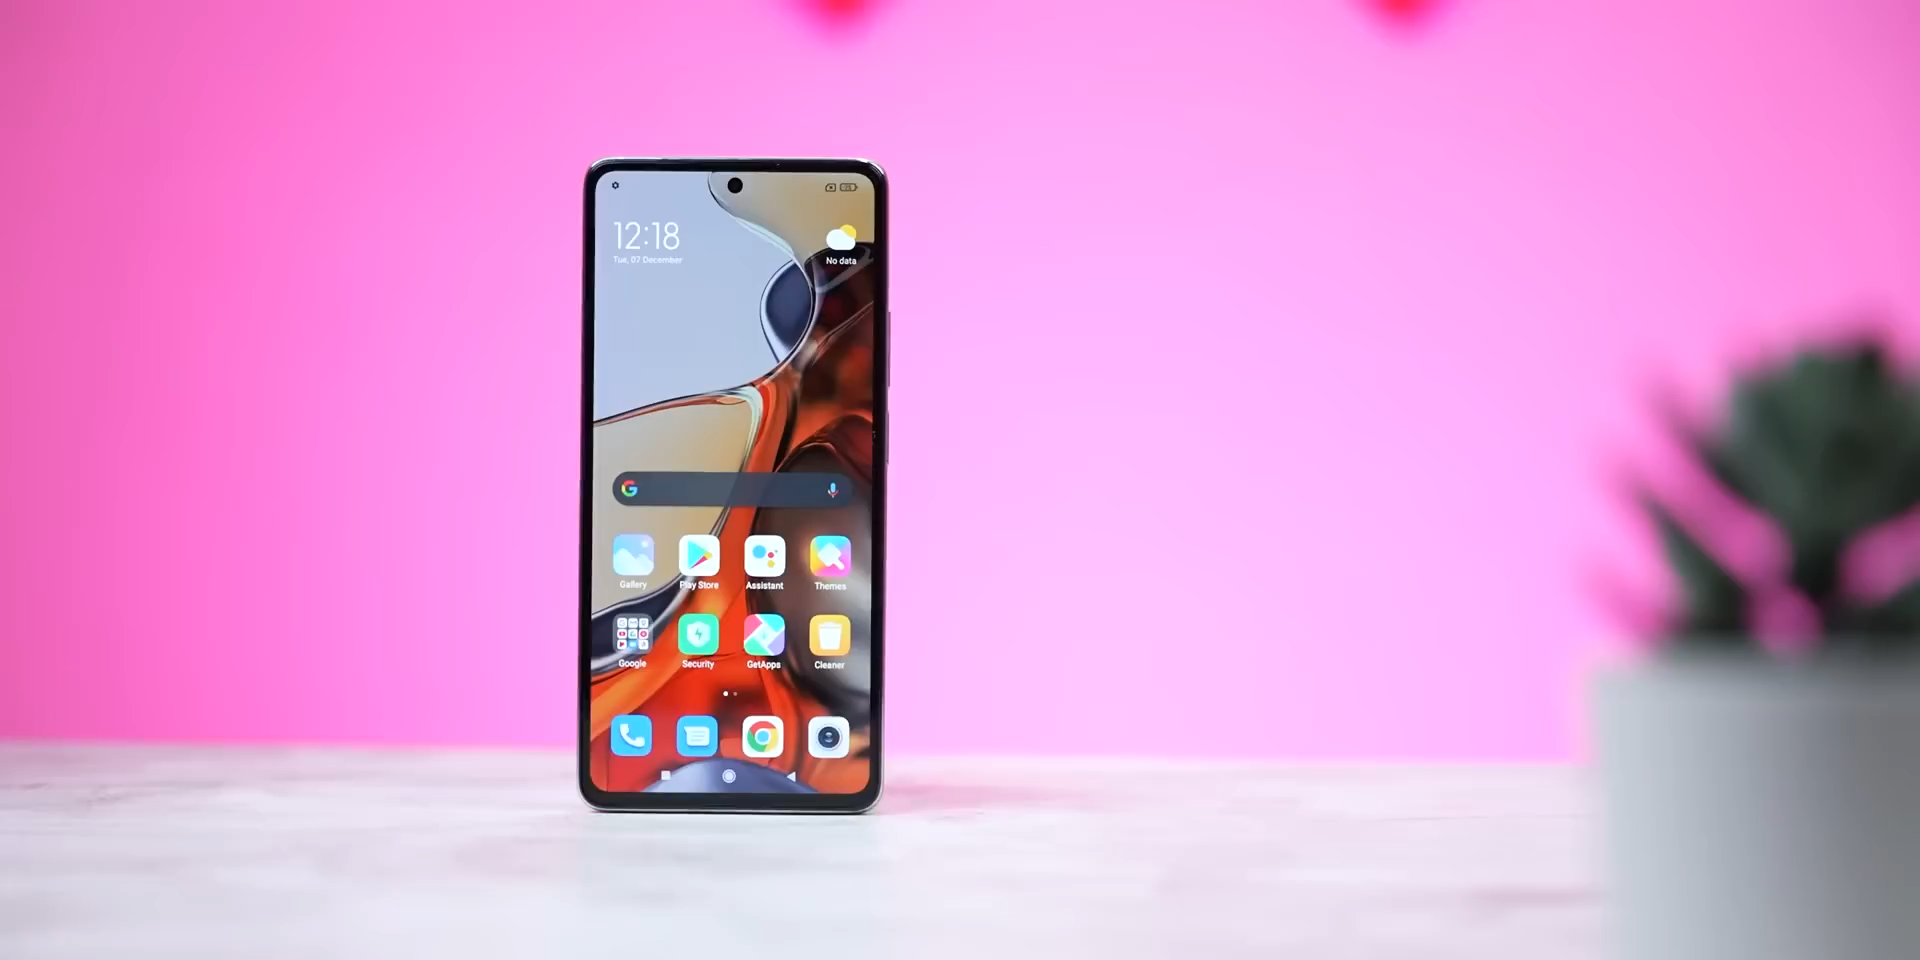 12:18
Tue, 07 December
No data
Gallery
Play Store
Assistant
Themes
Google
Security
GetApps
Cleaner